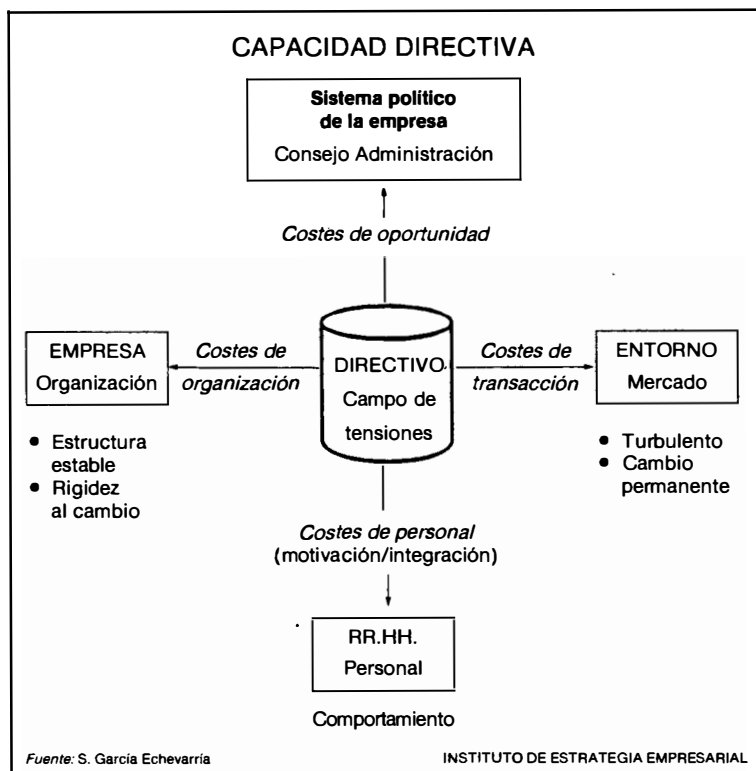 CAPACIDAD DIRECTIVA
Sistema político
de la empresa
Consejo Administración
Costes de oportunidad
EMPRESA
Organización
Costes de
organización
DIRECTIVO
Campo de
tensiones
Costes de
transacción
ENTORNO
Mercado
● Estructura
estable
● Rigidez
al cambio
● Turbulento
● Cambio
permanente
Costes de personal
(motivación/integración)
RR.HH.
Personal
Comportamiento
Fuente: S. García Echevarría
INSTITUTO DE ESTRATEGIA EMPRESARIAL